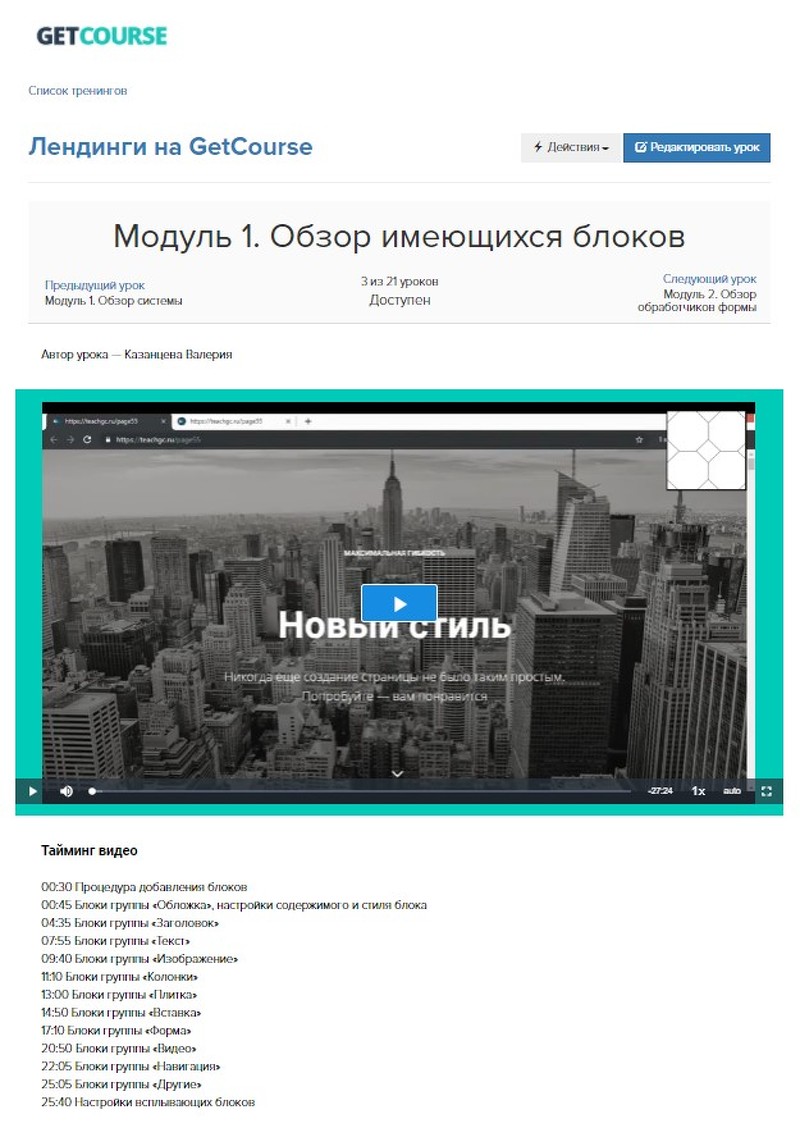 GETCOURSE
Список тренингов
Лендинги на GetCourse
Действия
Редактировать урок
Модуль 1. Обзор имеющихся блоков
Предыдущий урок
Модуль 1. Обзор системы
3 из 21 уроков
Доступен
Следующий урок
Модуль 2. Обзор
обработчиков формы
Автор урока — Казанцева Валерия
https://teachgc.ru/page55
https://teachgc.ru/page55
https://teachgc.ru/page55
МАКСИМАЛЬНАЯ ГИБКОСТЬ
Новый стиль
Никогда еще создание страницы не было таким простым.
Попробуйте — вам понравится
-27:24
1x
auto
Тайминг видео
00:30 Процедура добавления блоков
00:45 Блоки группы «Обложка», настройки содержимого и стиля блока
04:35 Блоки группы «Заголовок»
07:55 Блоки группы «Текст»
09:40 Блоки группы «Изображение»
11:10 Блоки группы «Колонки»
13:00 Блоки группы «Плитка»
14:50 Блоки группы «Вставка»
17:10 Блоки группы «Форма»
20:50 Блоки группы «Видео»
22:05 Блоки группы «Навигация»
25:05 Блоки группы «Другие»
25:40 Настройки всплывающих блоков